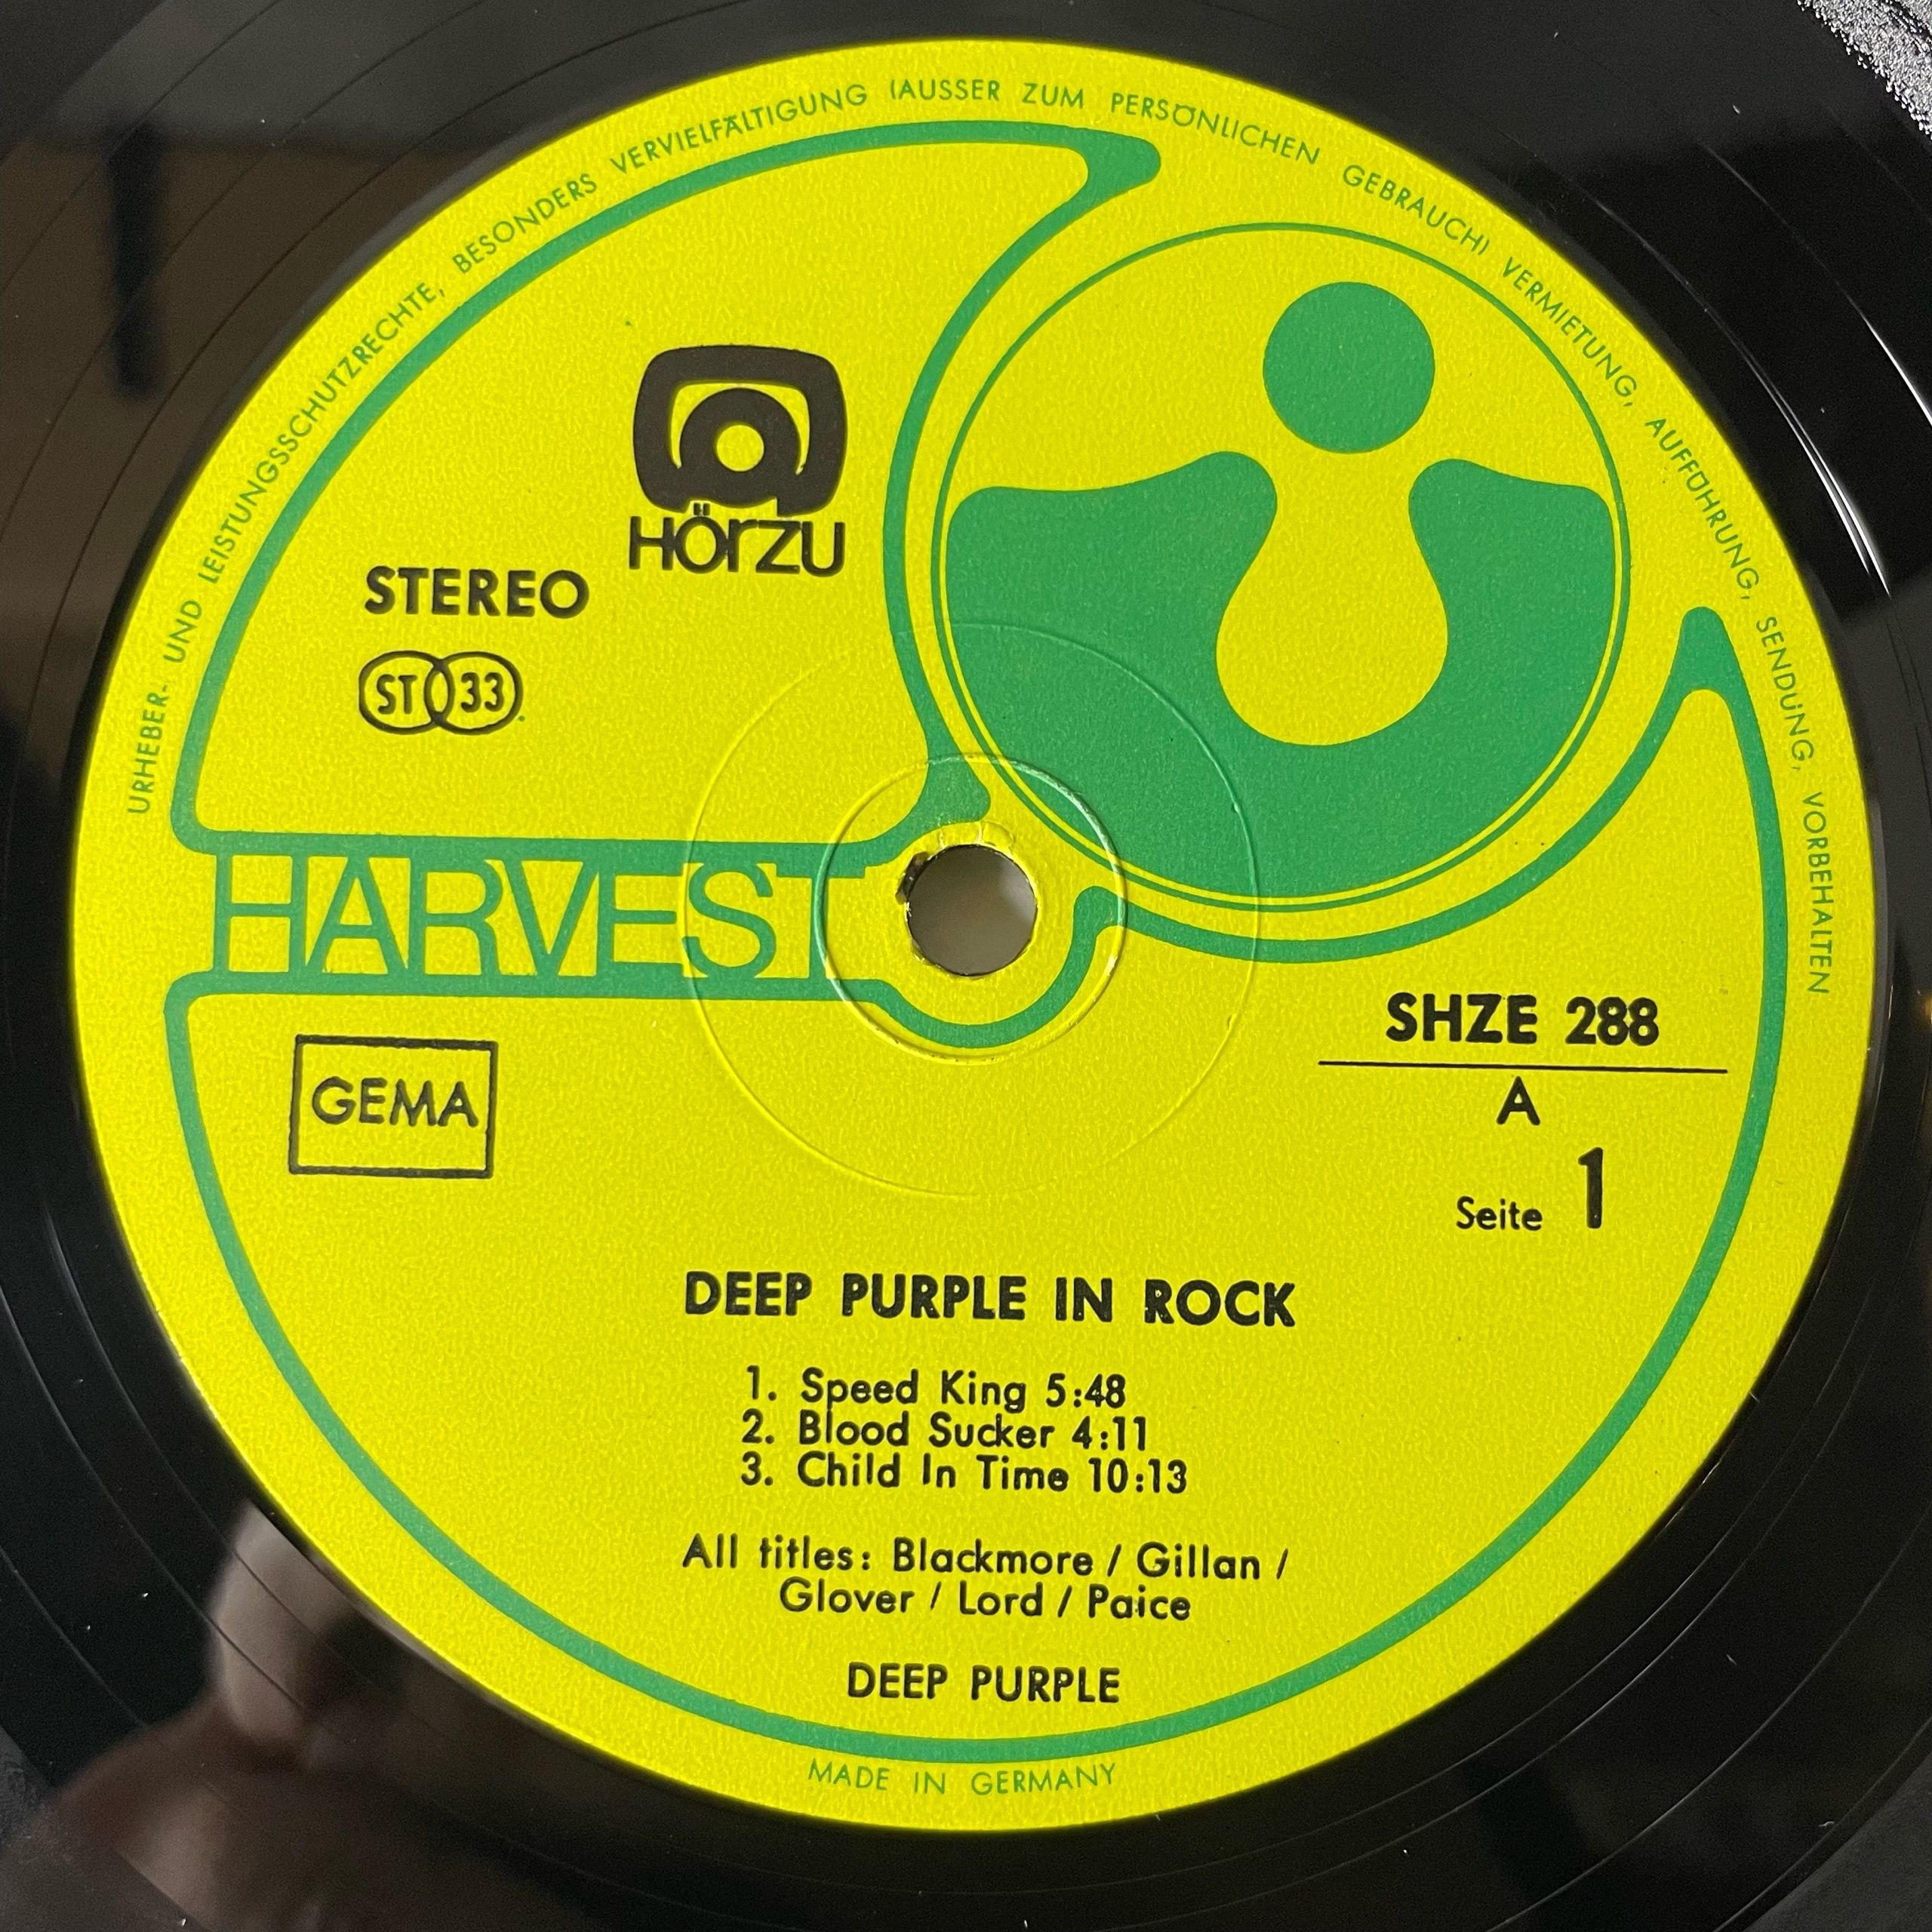 URHEBER- UND LEISTUNGSSCHUTZRECHTE, BESONDERS VERVIELFÄLTIGUNG (AUSSER ZUM PERSÖNLICHEN GEBRAUCH) VERMIETUNG, AUFFÜHRUNG, SENDUNG, VORBEHALTEN
HÖRZU
STEREO
ST 33
HARVEST
GEMA
SHZE 288
A
Seite 1
DEEP PURPLE IN ROCK
1. Speed King 5:48
2. Blood Sucker 4:11
3. Child In Time 10:13
All titles: Blackmore / Gillan /
Glover / Lord / Paice
DEEP PURPLE
MADE IN GERMANY